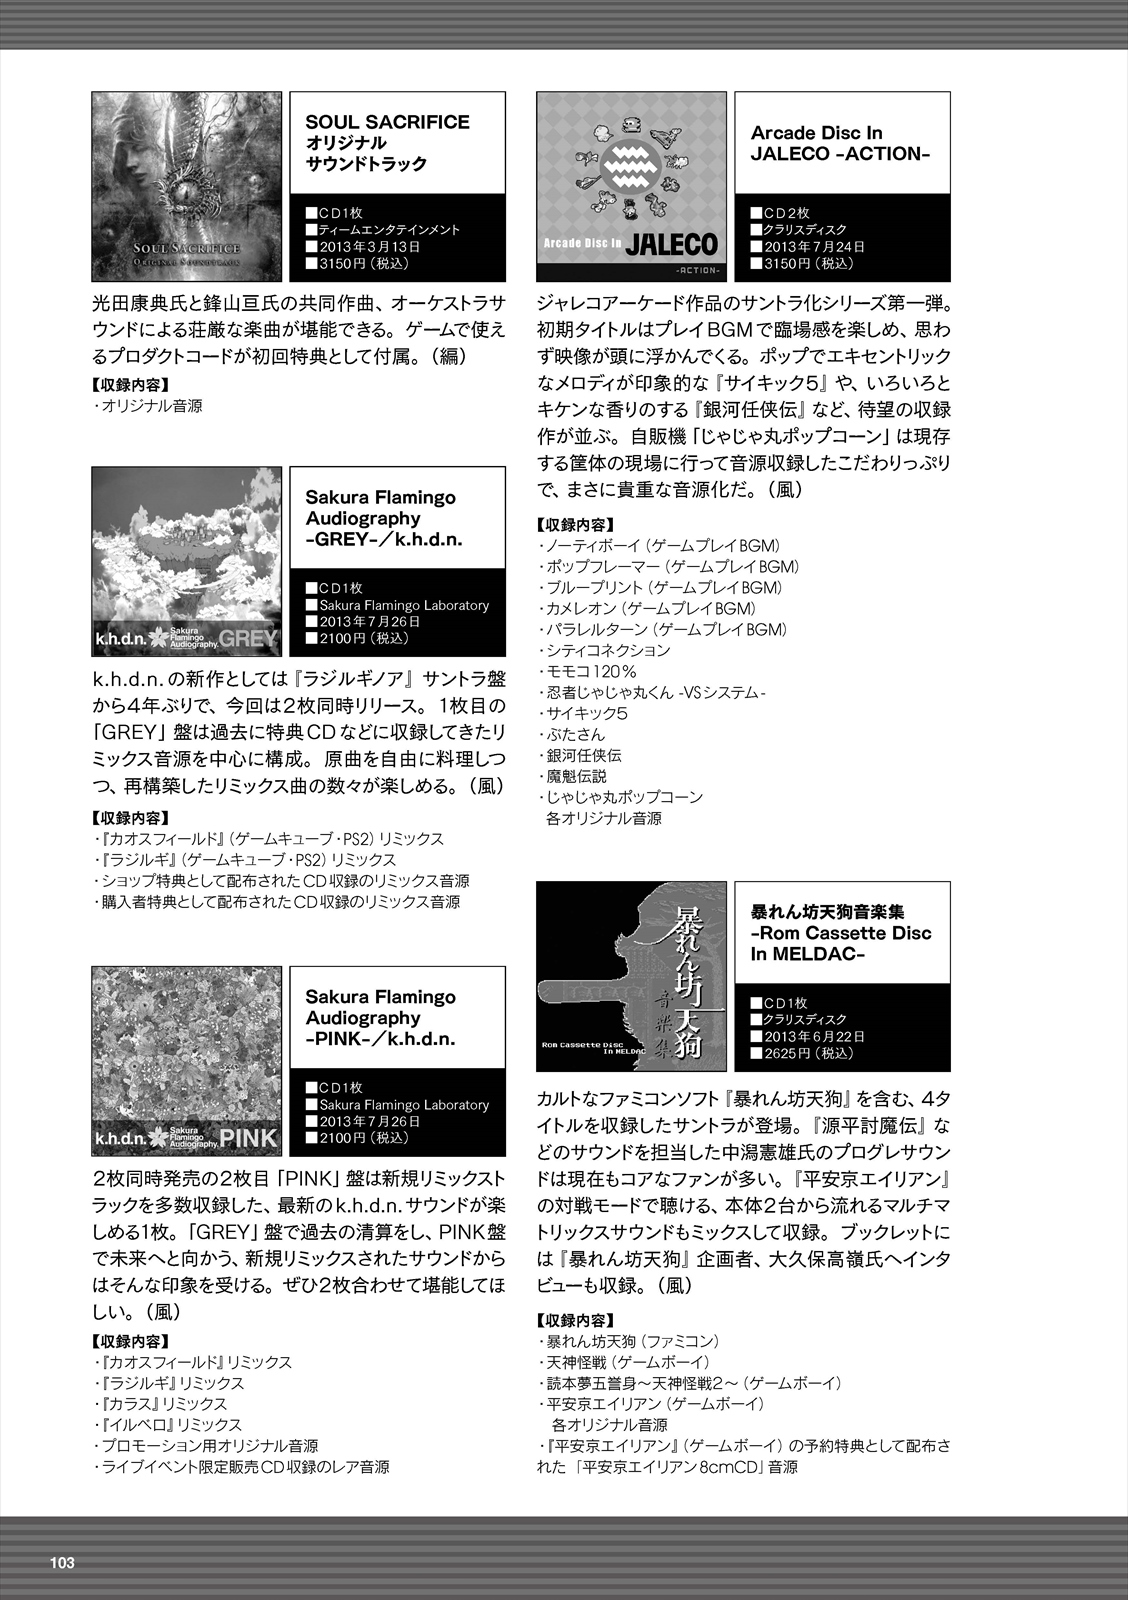 SOUL SACRIFICE
ORIGINAL SOUNDTRACK
SOUL SACRIFICE
オリジナル
サウンドトラック
■CD1枚
■ティームエンタテインメント
■2013年3月13日
■3150円（税込）
光田康典氏と鋒山亘氏の共同作曲、オーケストラサ
ウンドによる荘厳な楽曲が堪能できる。ゲームで使え
るプロダクトコードが初回特典として付属。（編）
【収録内容】
・オリジナル音源
k.h.d.n. Sakura Flamingo Audiography. GREY
Sakura Flamingo
Audiography
-GREY-／k.h.d.n.
■CD1枚
■Sakura Flamingo Laboratory
■2013年7月26日
■2100円（税込）
k.h.d.n.の新作としては『ラジルギノア』サントラ盤
から4年ぶりで、今回は2枚同時リリース。1枚目の
「GREY」盤は過去に特典CDなどに収録してきたリ
ミックス音源を中心に構成。原曲を自由に料理しつ
つ、再構築したリミックス曲の数々が楽しめる。（風）
【収録内容】
・『カオスフィールド』（ゲームキューブ・PS2）リミックス
・『ラジルギ』（ゲームキューブ・PS2）リミックス
・ショップ特典として配布されたCD収録のリミックス音源
・購入者特典として配布されたCD収録のリミックス音源
k.h.d.n. Sakura Flamingo Audiography. PINK
Sakura Flamingo
Audiography
-PINK-／k.h.d.n.
■CD1枚
■Sakura Flamingo Laboratory
■2013年7月26日
■2100円（税込）
2枚同時発売の2枚目「PINK」盤は新規リミックスト
ラックを多数収録した、最新のk.h.d.n.サウンドが楽
しめる1枚。「GREY」盤で過去の清算をし、PINK盤
で未来へと向かう、新規リミックスされたサウンドから
はそんな印象を受ける。ぜひ2枚合わせて堪能してほ
しい。（風）
【収録内容】
・『カオスフィールド』リミックス
・『ラジルギ』リミックス
・『カラス』リミックス
・『イルベロ』リミックス
・プロモーション用オリジナル音源
・ライブイベント限定販売CD収録のレア音源
Arcade Disc In JALECO
-ACTION-
Arcade Disc In
JALECO -ACTION-
■CD2枚
■クラリスディスク
■2013年7月24日
■3150円（税込）
ジャレコアーケード作品のサントラ化シリーズ第一弾。
初期タイトルはプレイBGMで臨場感を楽しめ、思わ
ず映像が頭に浮かんでくる。ポップでエキセントリック
なメロディが印象的な『サイキック5』や、いろいろと
キケンな香りのする『銀河任侠伝』など、待望の収録
作が並ぶ。自販機「じゃじゃ丸ポップコーン」は現存
する筐体の現場に行って音源収録したこだわりっぷり
で、まさに貴重な音源化だ。（風）
【収録内容】
・ノーティボーイ（ゲームプレイBGM）
・ポップフレーマー（ゲームプレイBGM）
・ブループリント（ゲームプレイBGM）
・カメレオン（ゲームプレイBGM）
・パラレルターン（ゲームプレイBGM）
・シティコネクション
・モモコ120％
・忍者じゃじゃ丸くん -VSシステム-
・サイキック5
・ぶたさん
・銀河任侠伝
・魔魁伝説
・じゃじゃ丸ポップコーン
各オリジナル音源
暴れん坊天狗
音楽集
Rom Cassette Disc
In MELDAC
暴れん坊天狗音楽集
-Rom Cassette Disc
In MELDAC-
■CD1枚
■クラリスディスク
■2013年6月22日
■2625円（税込）
カルトなファミコンソフト『暴れん坊天狗』を含む、4タ
イトルを収録したサントラが登場。『源平討魔伝』な
どのサウンドを担当した中潟憲雄氏のプログレサウン
ドは現在もコアなファンが多い。『平安京エイリアン』
の対戦モードで聴ける、本体2台から流れるマルチマ
トリックスサウンドもミックスして収録。ブックレットに
は『暴れん坊天狗』企画者、大久保高嶺氏へインタ
ビューも収録。（風）
【収録内容】
・暴れん坊天狗（ファミコン）
・天神怪戦（ゲームボーイ）
・読本夢五誉身～天神怪戦2～（ゲームボーイ）
・平安京エイリアン（ゲームボーイ）
各オリジナル音源
・『平安京エイリアン』（ゲームボーイ）の予約特典として配布さ
れた「平安京エイリアン8cmCD」音源
103